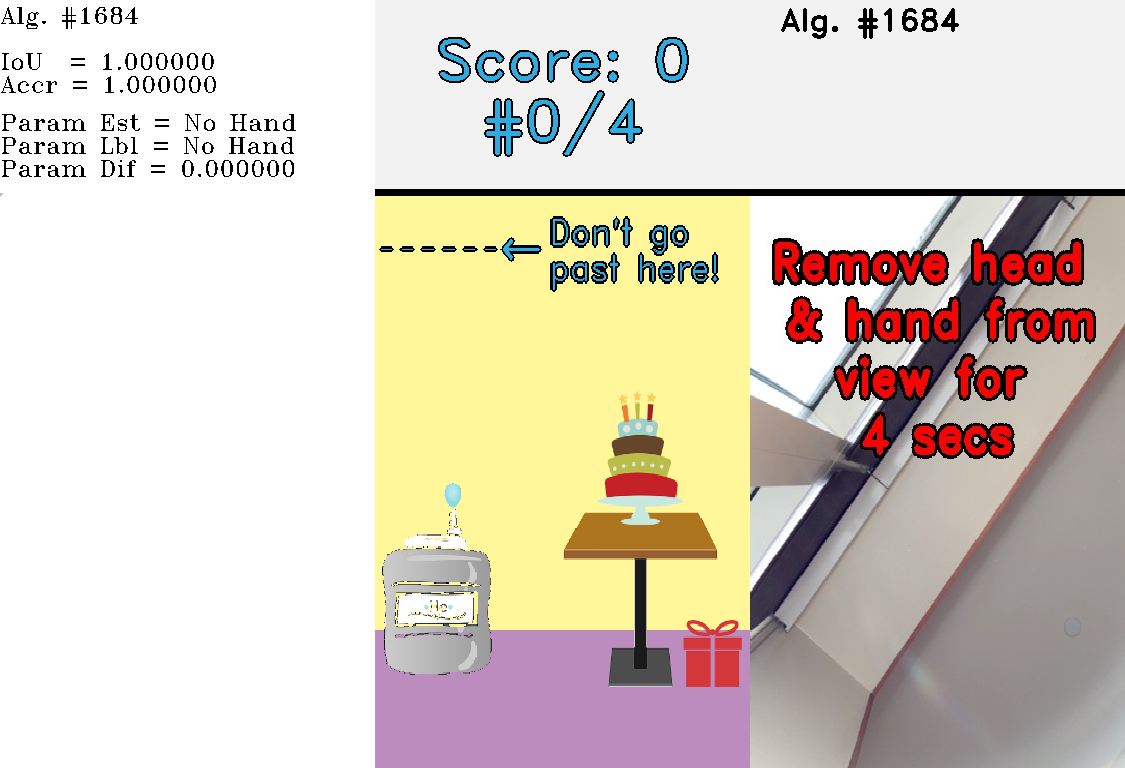 Alg. #1684
IoU = 1.000000
Accr = 1.000000
Param Est = No Hand
Param Lbl = No Hand
Param Dif = 0.000000
Score: 0
#0/4
Alg. #1684
Don't go
past here!
Remove head
& hand from
view for
4 secs